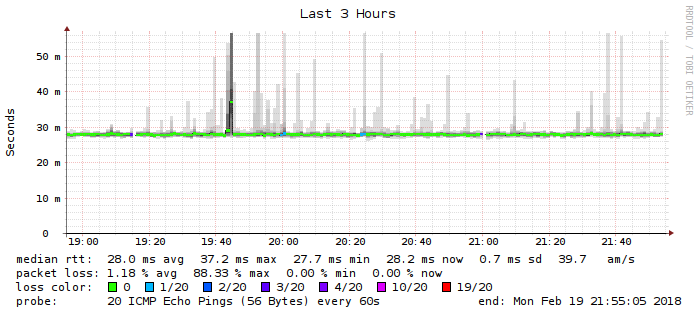 Last 3 Hours
RRDTOOL / TOBI OETIKER
Seconds
50 m
40 m
30 m
20 m
10 m
0
19:00 19:20 19:40 20:00 20:20 20:40 21:00 21:20 21:40
median rtt: 28.0 ms avg 37.2 ms max 27.7 ms min 28.2 ms now 0.7 ms sd 39.7 am/s
packet loss: 1.18 % avg 88.33 % max 0.00 % min 0.00 % now
loss color: 0 1/20 2/20 3/20 4/20 10/20 19/20
probe: 20 ICMP Echo Pings (56 Bytes) every 60s end: Mon Feb 19 21:55:05 2018